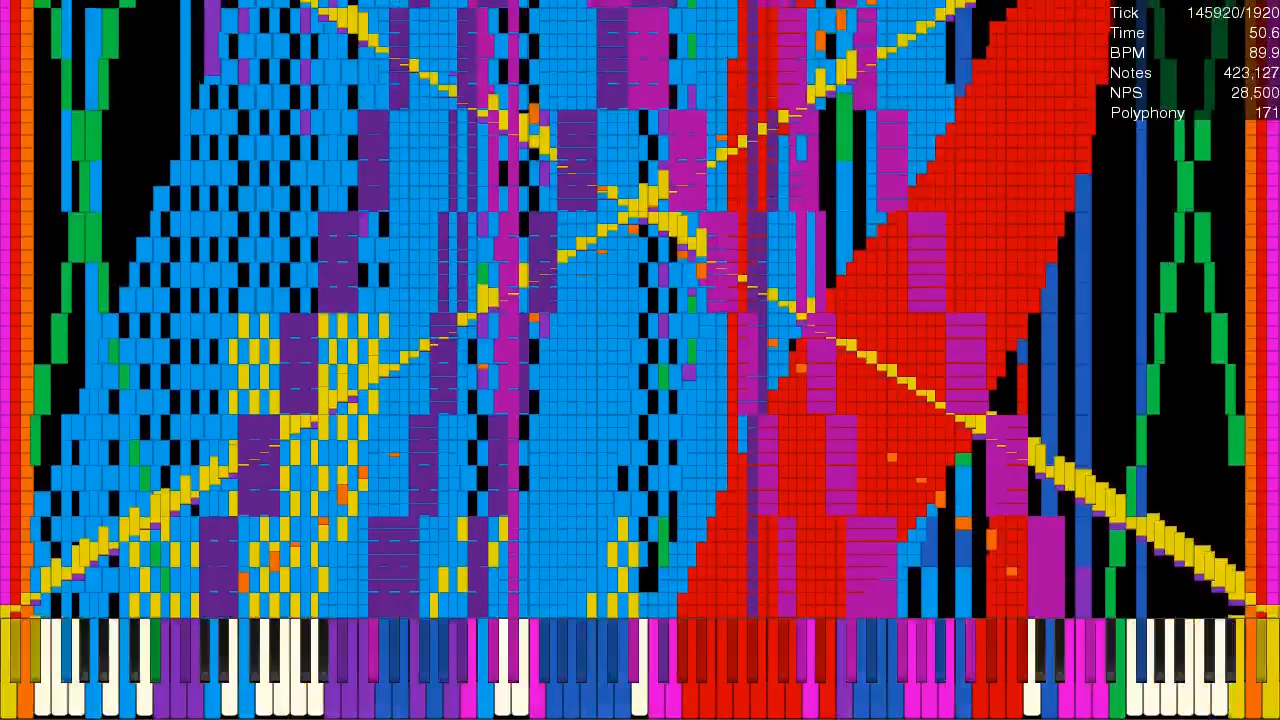 Tick 145920/1920
Time 50.6
BPM 89.9
Notes 423,127
NPS 28,500
Polyphony 171